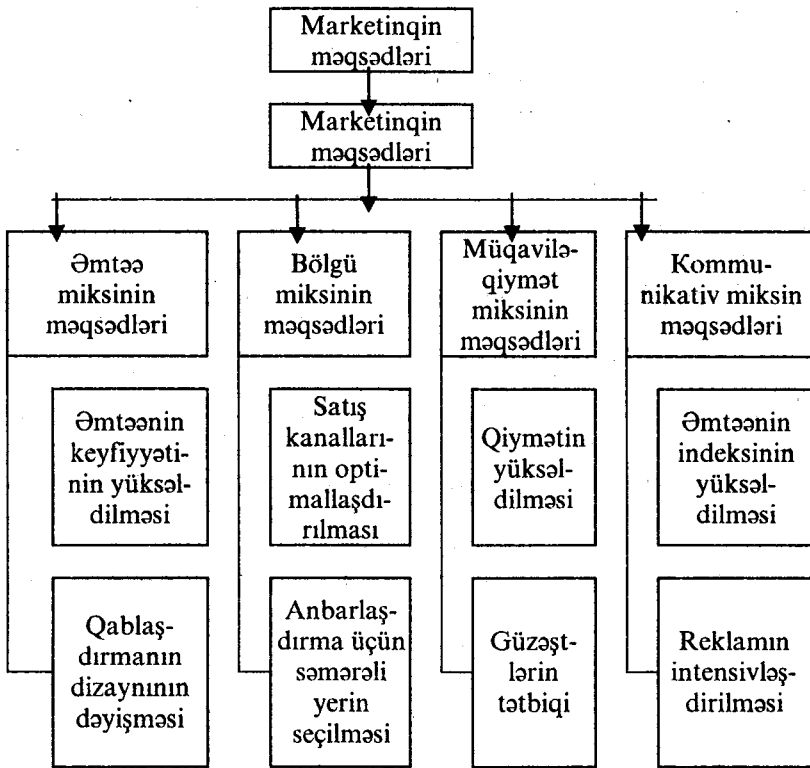 Marketinqin
məqsədləri
Marketinqin
məqsədləri
Əmtəə
miksinin
məqsədləri
Bölgü
miksinin
məqsədləri
Müqavilə-
qiymət
miksinin
məqsədləri
Kommu-
nikativ miksin
məqsədləri
Əmtəənin
keyfiyyəti-
nin yüksəl-
dilməsi
Satış
kanalları-
nın opti-
mallaşdı-
rılması
Qiymətin
yüksəl-
dilməsi
Əmtəənin
indeksinin
yüksəl-
dilməsi
Qablaş-
dırmanın
dizaynının
dəyişməsi
Anbarlaş-
dırma üçün
səmərəli
yerin
seçilməsi
Güzəşt-
lərin
tətbiqi
Reklamın
intensivləş-
dirilməsi